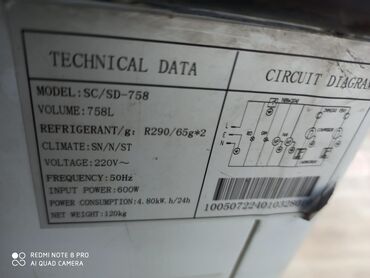 TECHNICAL DATA
MODEL:SC/SD-758
VOLUME:758L
REFRIGERANT/g: R290/65g*2
CLIMATE:SN/N/ST
VOLTAGE:220V~
FREQUENCY:50Hz
INPUT POWER:600W
POWER CONSUMPTION:4.80kW.h/24h
NET WEIGHT:120kg
CIRCUIT DIAGRA
L
N
E
REDMI NOTE 8 PRO
AI QUAD CAMERA